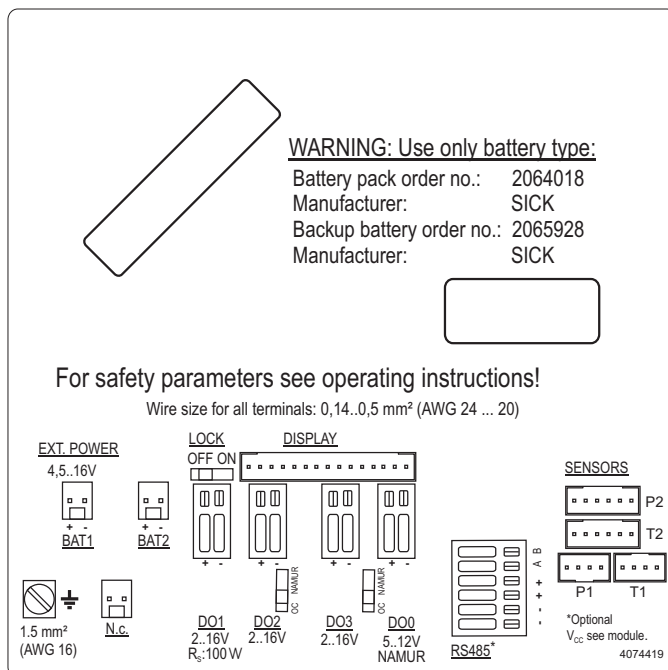 WARNING: Use only battery type:
Battery pack order no.: 2064018
Manufacturer: SICK
Backup battery order no.: 2065928
Manufacturer: SICK
For safety parameters see operating instructions!
Wire size for all terminals: 0,14..0,5 mm² (AWG 24 ... 20)
EXT. POWER
4,5..16V
+ -
BAT1
+ -
BAT2
LOCK
OFF ON
DISPLAY
+ -
+ -
+ -
+ -
OC NAMUR
OC NAMUR
DO1
2..16V
Rs:100 W
DO2
2..16V
DO3
2..16V
DO0
5..12V
NAMUR
1.5 mm²
(AWG 16)
N.c.
B
A
+
+
-
-
RS485*
SENSORS
P2
T2
P1 T1
*Optional
Vcc see module.
4074419